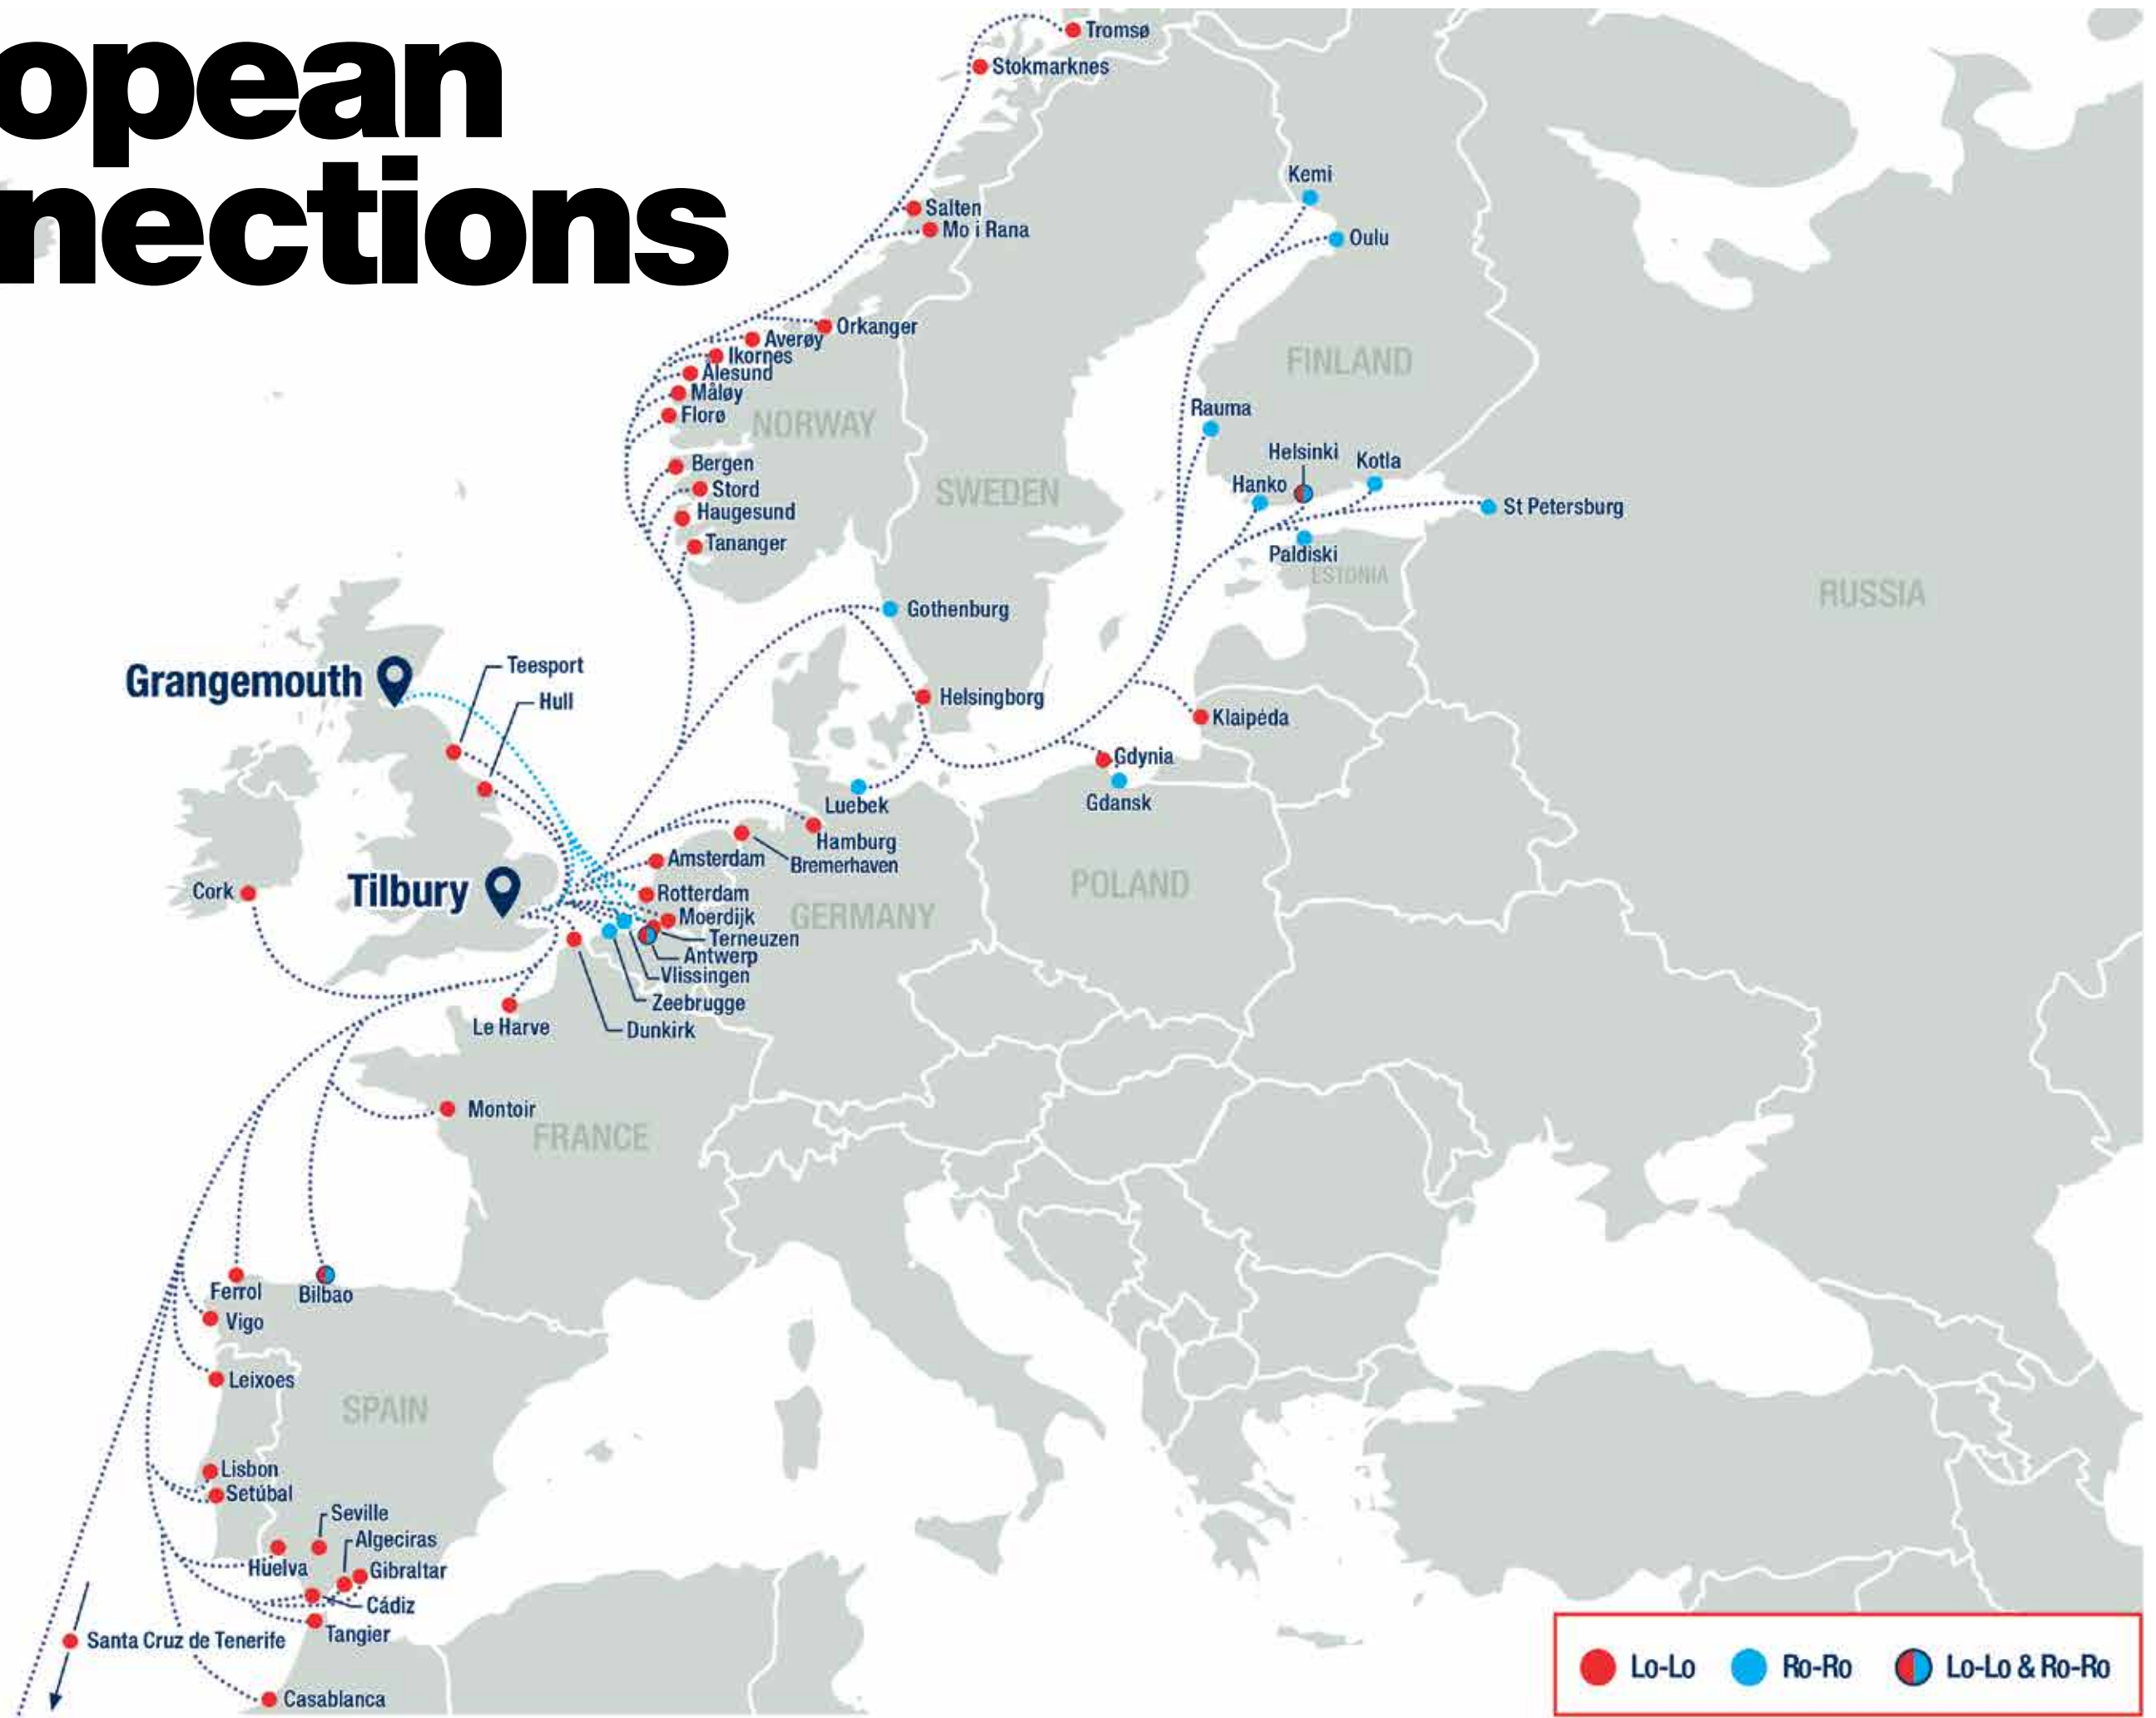 opean
nections
Tromsø
Stokmarknes
Kemi
Salten
Mo i Rana
Oulu
Orkanger
Averøy
Ikornes
Alesund
Måløy
Florø
FINLAND
NORWAY
Rauma
Helsinki
Kotla
Hanko
Bergen
Stord
SWEDEN
St Petersburg
Haugesund
Tananger
Paldiski
ESTONIA
RUSSIA
Gothenburg
Teesport
Grangemouth
Hull
Helsingborg
Klaipéda
Gdynia
Gdansk
Luebek
Hamburg
Bremerhaven
Amsterdam
Cork
Tilbury
Rotterdam
POLAND
Moerdijk
GERMANY
Terneuzen
Antwerp
Vlissingen
Zeebrugge
Le Harve
Dunkirk
Montoir
FRANCE
Ferrol
Bilbao
Vigo
Leixoes
SPAIN
Lisbon
Setúbal
Seville
Algeciras
Huelva
Gibraltar
Cádiz
Tangier
Santa Cruz de Tenerife
Casablanca
Lo-Lo
Ro-Ro
Lo-Lo & Ro-Ro